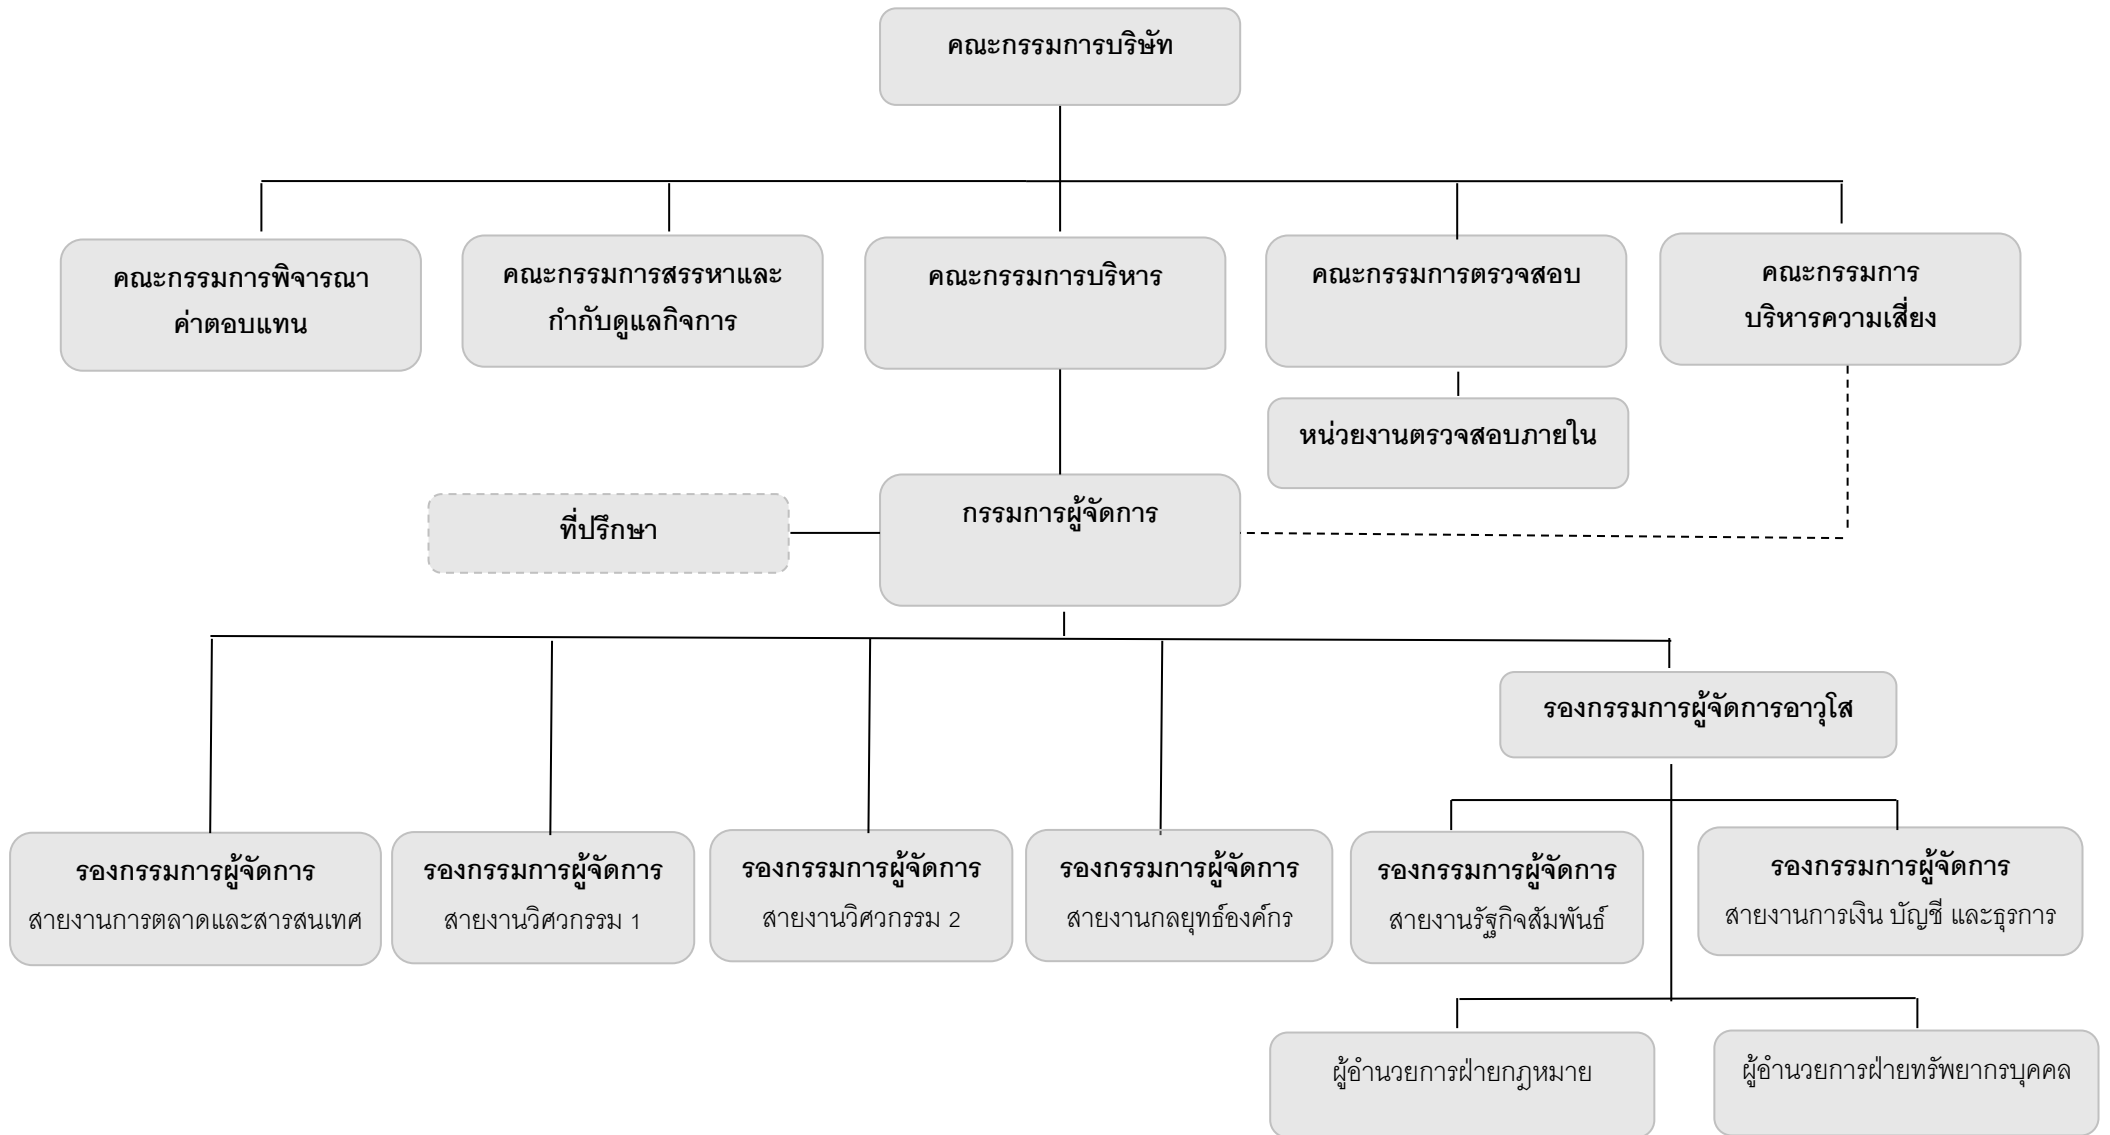 คณะกรรมการบริษัท
คณะกรรมการพิจารณา
ค่าตอบแทน
คณะกรรมการสรรหาและ
กำกับดูแลกิจการ
คณะกรรมการบริหาร
คณะกรรมการตรวจสอบ
คณะกรรมการ
บริหารความเสี่ยง
หน่วยงานตรวจสอบภายใน
ที่ปรึกษา
กรรมการผู้จัดการ
รองกรรมการผู้จัดการอาวุโส
รองกรรมการผู้จัดการ
สายงานการตลาดและสารสนเทศ
รองกรรมการผู้จัดการ
สายงานวิศวกรรม 1
รองกรรมการผู้จัดการ
สายงานวิศวกรรม 2
รองกรรมการผู้จัดการ
สายงานกลยุทธ์องค์กร
รองกรรมการผู้จัดการ
สายงานรัฐกิจสัมพันธ์
รองกรรมการผู้จัดการ
สายงานการเงิน บัญชี และธุรการ
ผู้อำนวยการฝ่ายกฎหมาย
ผู้อำนวยการฝ่ายทรัพยากรบุคคล